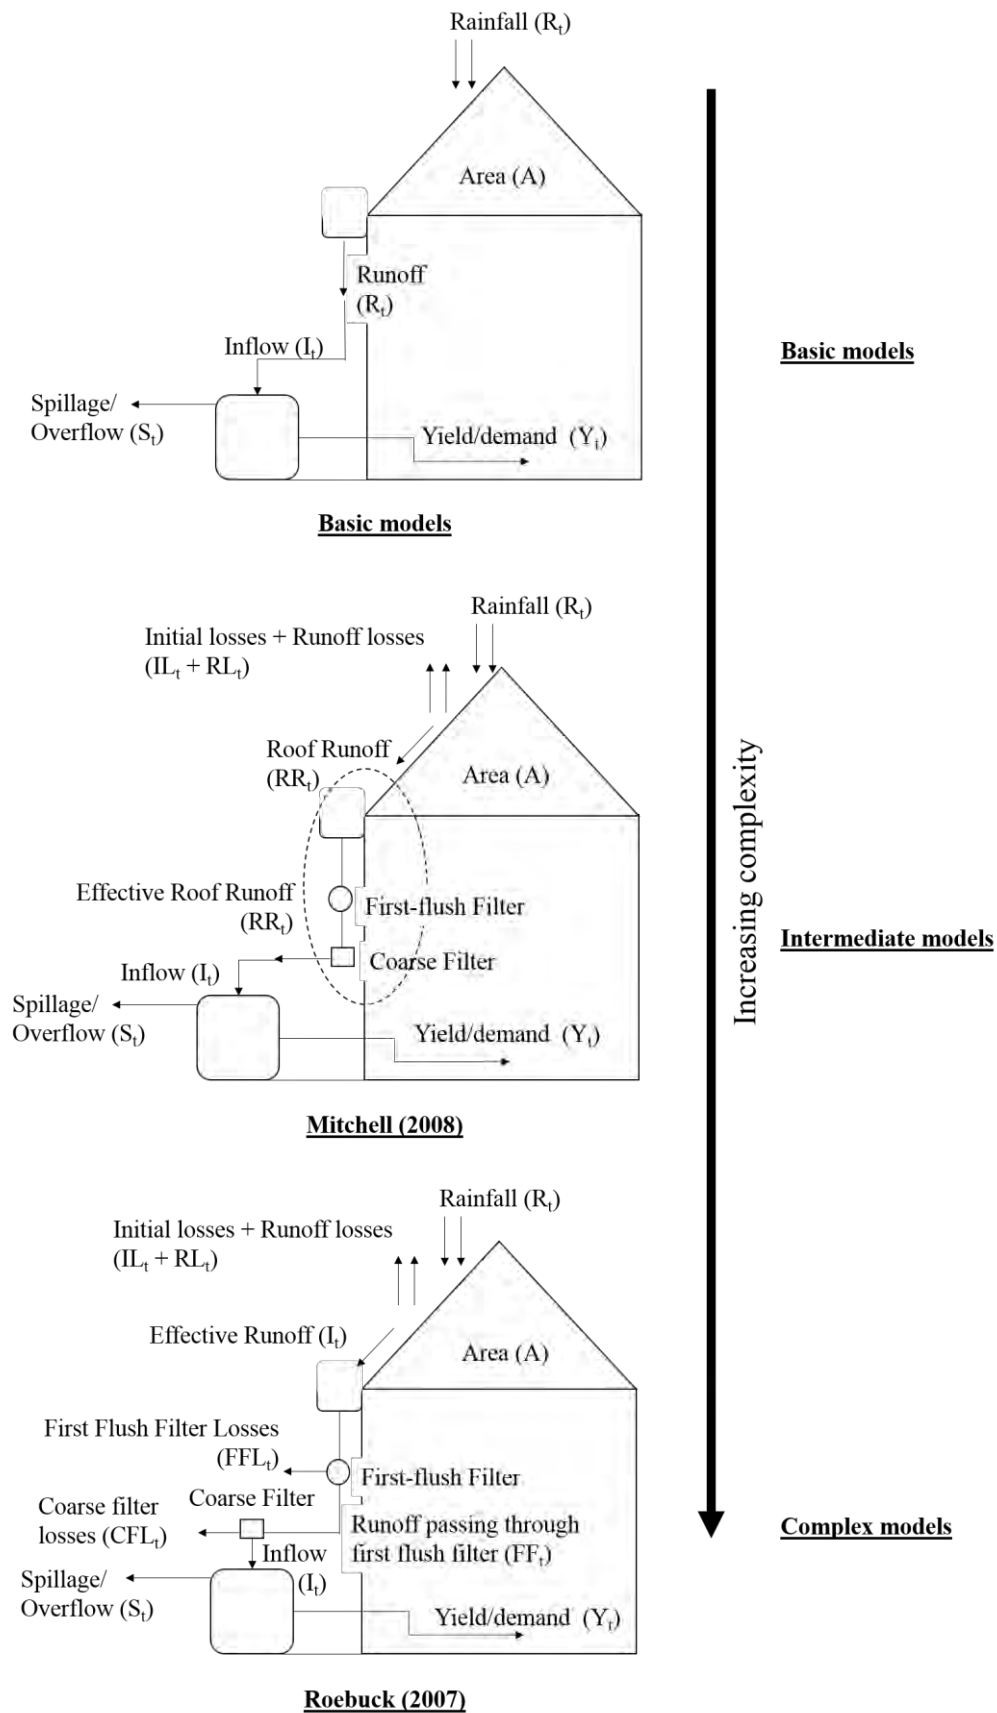 Rainfall (Rt)
Area (A)
Runoff
(Rt)
Inflow (It)
Spillage/
Overflow (St)
Yield/demand (Yt)
Basic models
Basic models
Rainfall (Rt)
Initial losses + Runoff losses
(ILt + RLt)
Roof Runoff
(RRt)
Area (A)
Effective Roof Runoff
(RRt)
First-flush Filter
Coarse Filter
Inflow (It)
Spillage/
Overflow (St)
Yield/demand (Yt)
Mitchell (2008)
Increasing complexity
Intermediate models
Rainfall (Rt)
Initial losses + Runoff losses
(ILt + RLt)
Effective Runoff (It)
Area (A)
First Flush Filter Losses
(FFLt)
First-flush Filter
Coarse Filter
Coarse filter
losses (CFLt)
Runoff passing through
first flush filter (FFt)
Inflow
(It)
Spillage/
Overflow (St)
Yield/demand (Yt)
Roebuck (2007)
Complex models